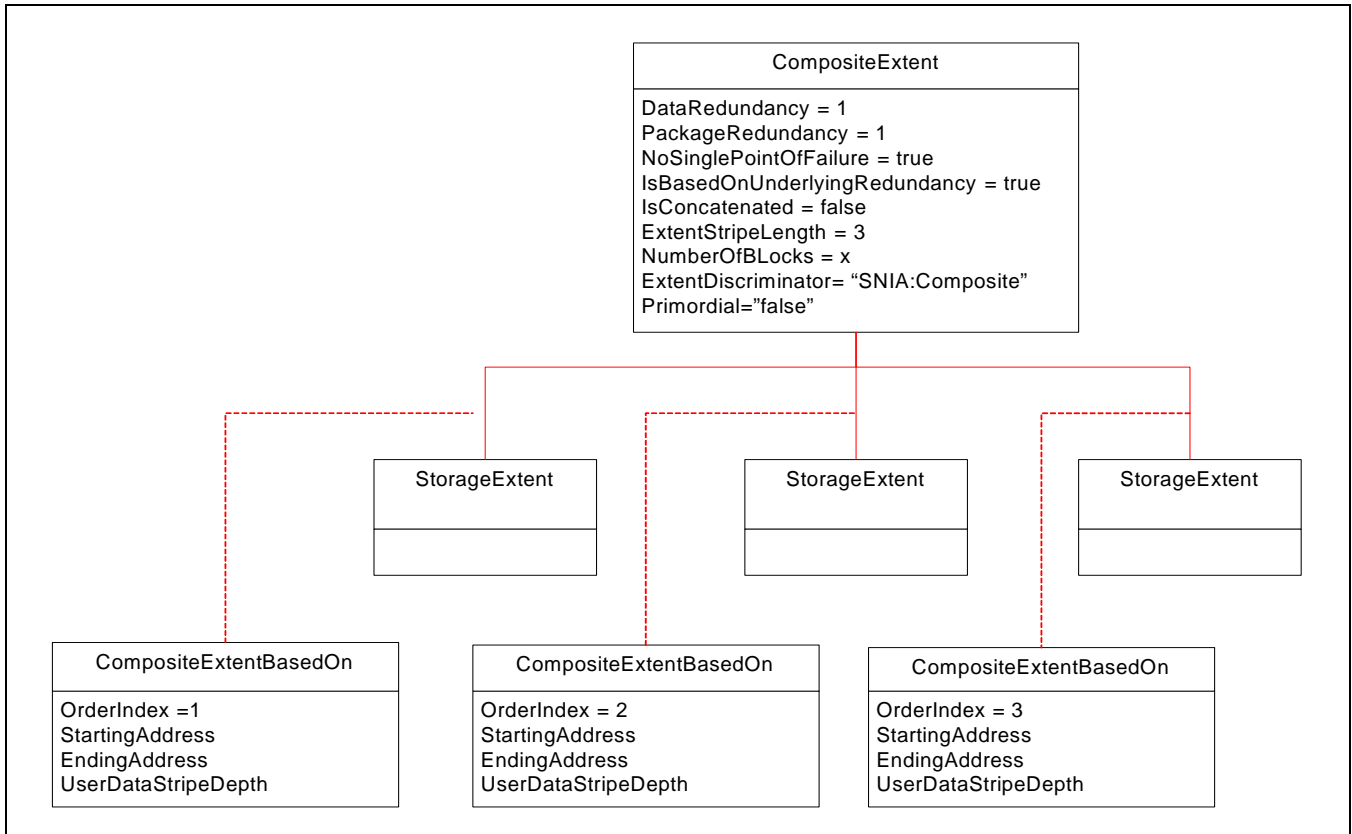 CompositeExtent
DataRedundancy = 1
PackageRedundancy = 1
NoSinglePointOfFailure = true
IsBasedOnUnderlyingRedundancy = true
IsConcatenated = false
ExtentStripeLength = 3
NumberOfBLocks = x
ExtentDiscriminator= “SNIA:Composite”
Primordial=”false”
StorageExtent
StorageExtent
StorageExtent
CompositeExtentBasedOn
OrderIndex =1
StartingAddress
EndingAddress
UserDataStripeDepth
CompositeExtentBasedOn
OrderIndex = 2
StartingAddress
EndingAddress
UserDataStripeDepth
CompositeExtentBasedOn
OrderIndex = 3
StartingAddress
EndingAddress
UserDataStripeDepth